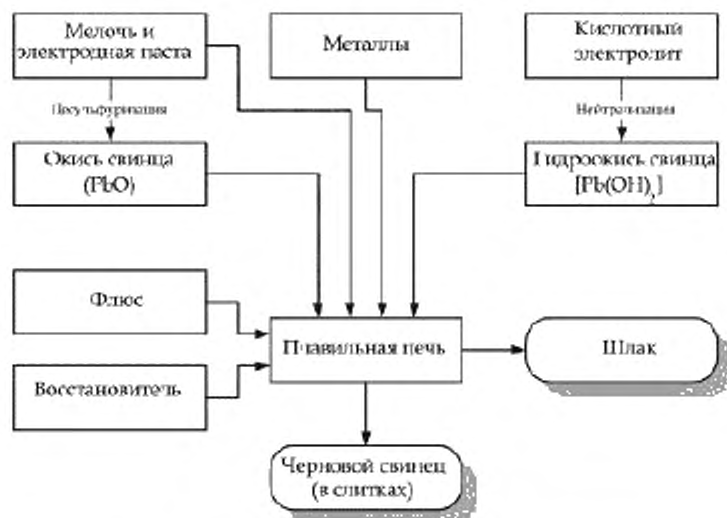 Мелочь и
электродная паста
Металлы
Кислотный
электролит
Десульфуризация
Нейтрализация
Окись свинца
(PbO)
Гидроокись свинца
[Pb(OH)₂]
Флюс
Плавильная печь
Шлак
Восстановитель
Черновой свинец
(в слитках)